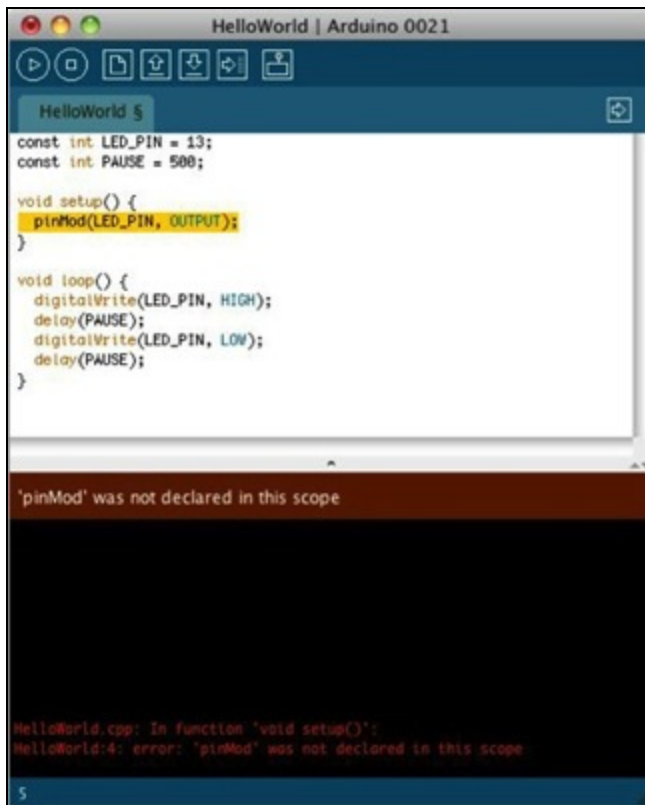 HelloWorld | Arduino 0021
HelloWorld §
const int LED_PIN = 13;
const int PAUSE = 500;
void setup() {
pinMod(LED_PIN, OUTPUT);
}
void loop() {
digitalWrite(LED_PIN, HIGH);
delay(PAUSE);
digitalWrite(LED_PIN, LOW);
delay(PAUSE);
}
'pinMod' was not declared in this scope
HelloWorld.cpp: In function 'void setup()':
HelloWorld:4: error: 'pinMod' was not declared in this scope
5